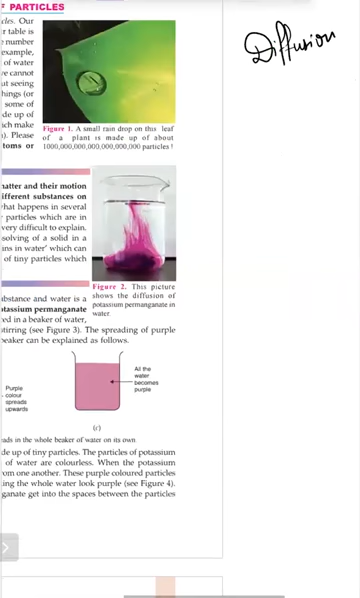 PARTICLES
Diffusion
cles. Our
table is
number
example,
of water
cannot
ut seeing
hings (or
some of
de up of
ich make
Please
toms or
Figure 1. A small rain drop on this leaf
of a plant is made up of about
1000,000,000,000,000,000,000 particles !
matter and their motion
ifferent substances on
hat happens in several
particles which are in
very difficult to explain.
solving of a solid in a
ns in water' which can
of tiny particles which
Figure 2. This picture
shows the diffusion of
potassium permanganate in
water.
ubstance and water is a
otassium permanganate
ed in a beaker of water,
tirring (see Figure 3). The spreading of purple
beaker can be explained as follows.
All the
water
becomes
purple
Purple
colour
spreads
upwards
(c)
eads in the whole beaker of water on its own
de up of tiny particles. The particles of potassium
of water are colourless. When the potassium
rom one another. These purple coloured particles
ing the whole water look purple (see Figure 4).
ganate get into the spaces between the particles